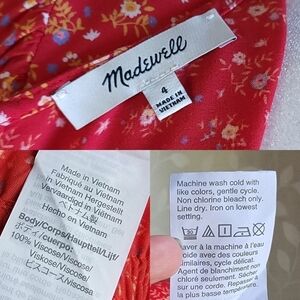 Madewell
4
MADE IN
VIETNAM
Made in Vietnam
Fabriqué au Vietnam
In Vietnam Hergestellt
Vervaardigd in Vietnam
ベトナム製
Hecho en Vietnam
Body/Corps/Hauptteil/Lijf/
ボディ/cuerpo:
100% Viscose/Viscose/
Viskose/Viscose/
ビスコース/Viscosa
Machine wash cold with
like colors, gentle cycle.
Non chlorine bleach only.
Line dry. Iron on lowest
setting.
Laver à la machine à l'eau
froide avec des couleurs
similaires, cycle délicat.
Agent de blanchiment non
chloré seulement. Sécher
sur une corde. Repasser à
la plus basse température.